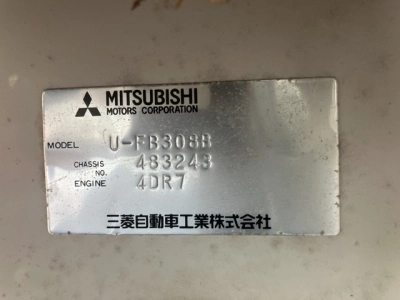 MITSUBISHI
MOTORS CORPORATION
MODEL U-FB308B
CHASSIS NO. 483243
ENGINE 4DR7
三菱自動車工業株式会社